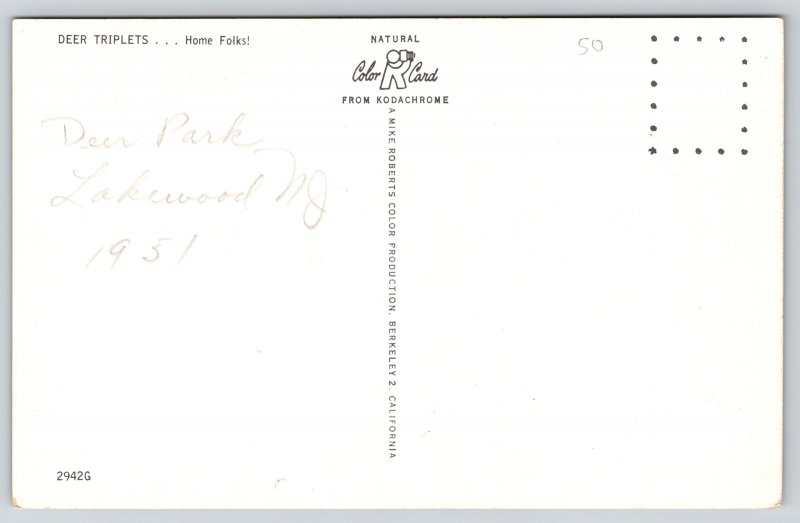 DEER TRIPLETS . . . Home Folks!
NATURAL
Color Card
FROM KODACHROME
50
Deer Park
Lakewood NJ
1951
A MIKE ROBERTS COLOR PRODUCTION, BERKELEY 2, CALIFORNIA
2942G